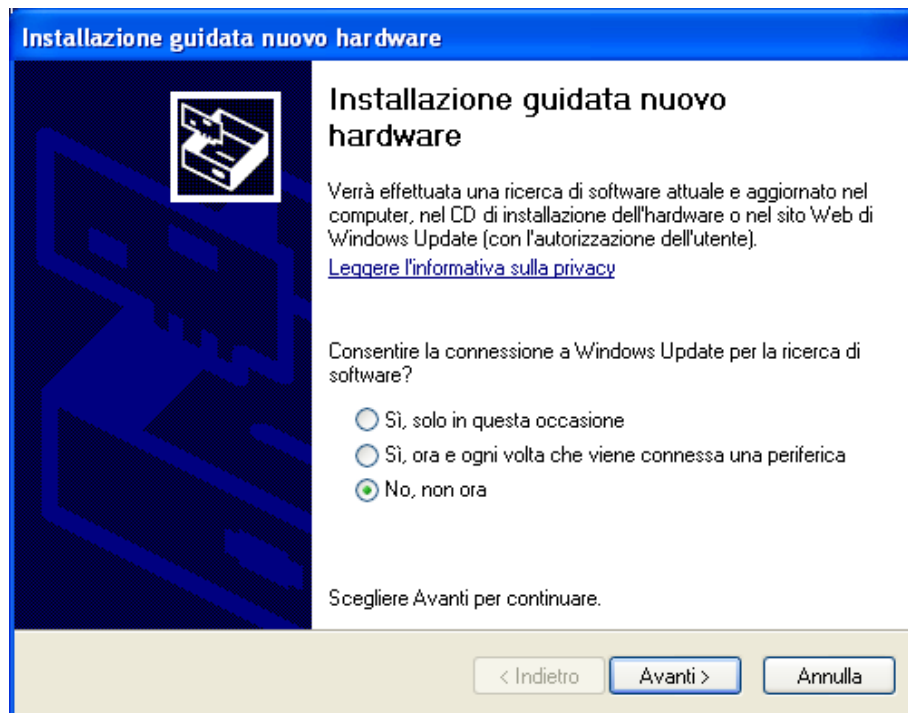 Installazione guidata nuovo hardware
Installazione guidata nuovo
hardware
Verrà effettuata una ricerca di software attuale e aggiornato nel
computer, nel CD di installazione dell'hardware o nel sito Web di
Windows Update (con l'autorizzazione dell'utente).
Leggere l'informativa sulla privacy
Consentire la connessione a Windows Update per la ricerca di
software?
Sì, solo in questa occasione
Sì, ora e ogni volta che viene connessa una periferica
No, non ora
Scegliere Avanti per continuare.
< Indietro Avanti > Annulla